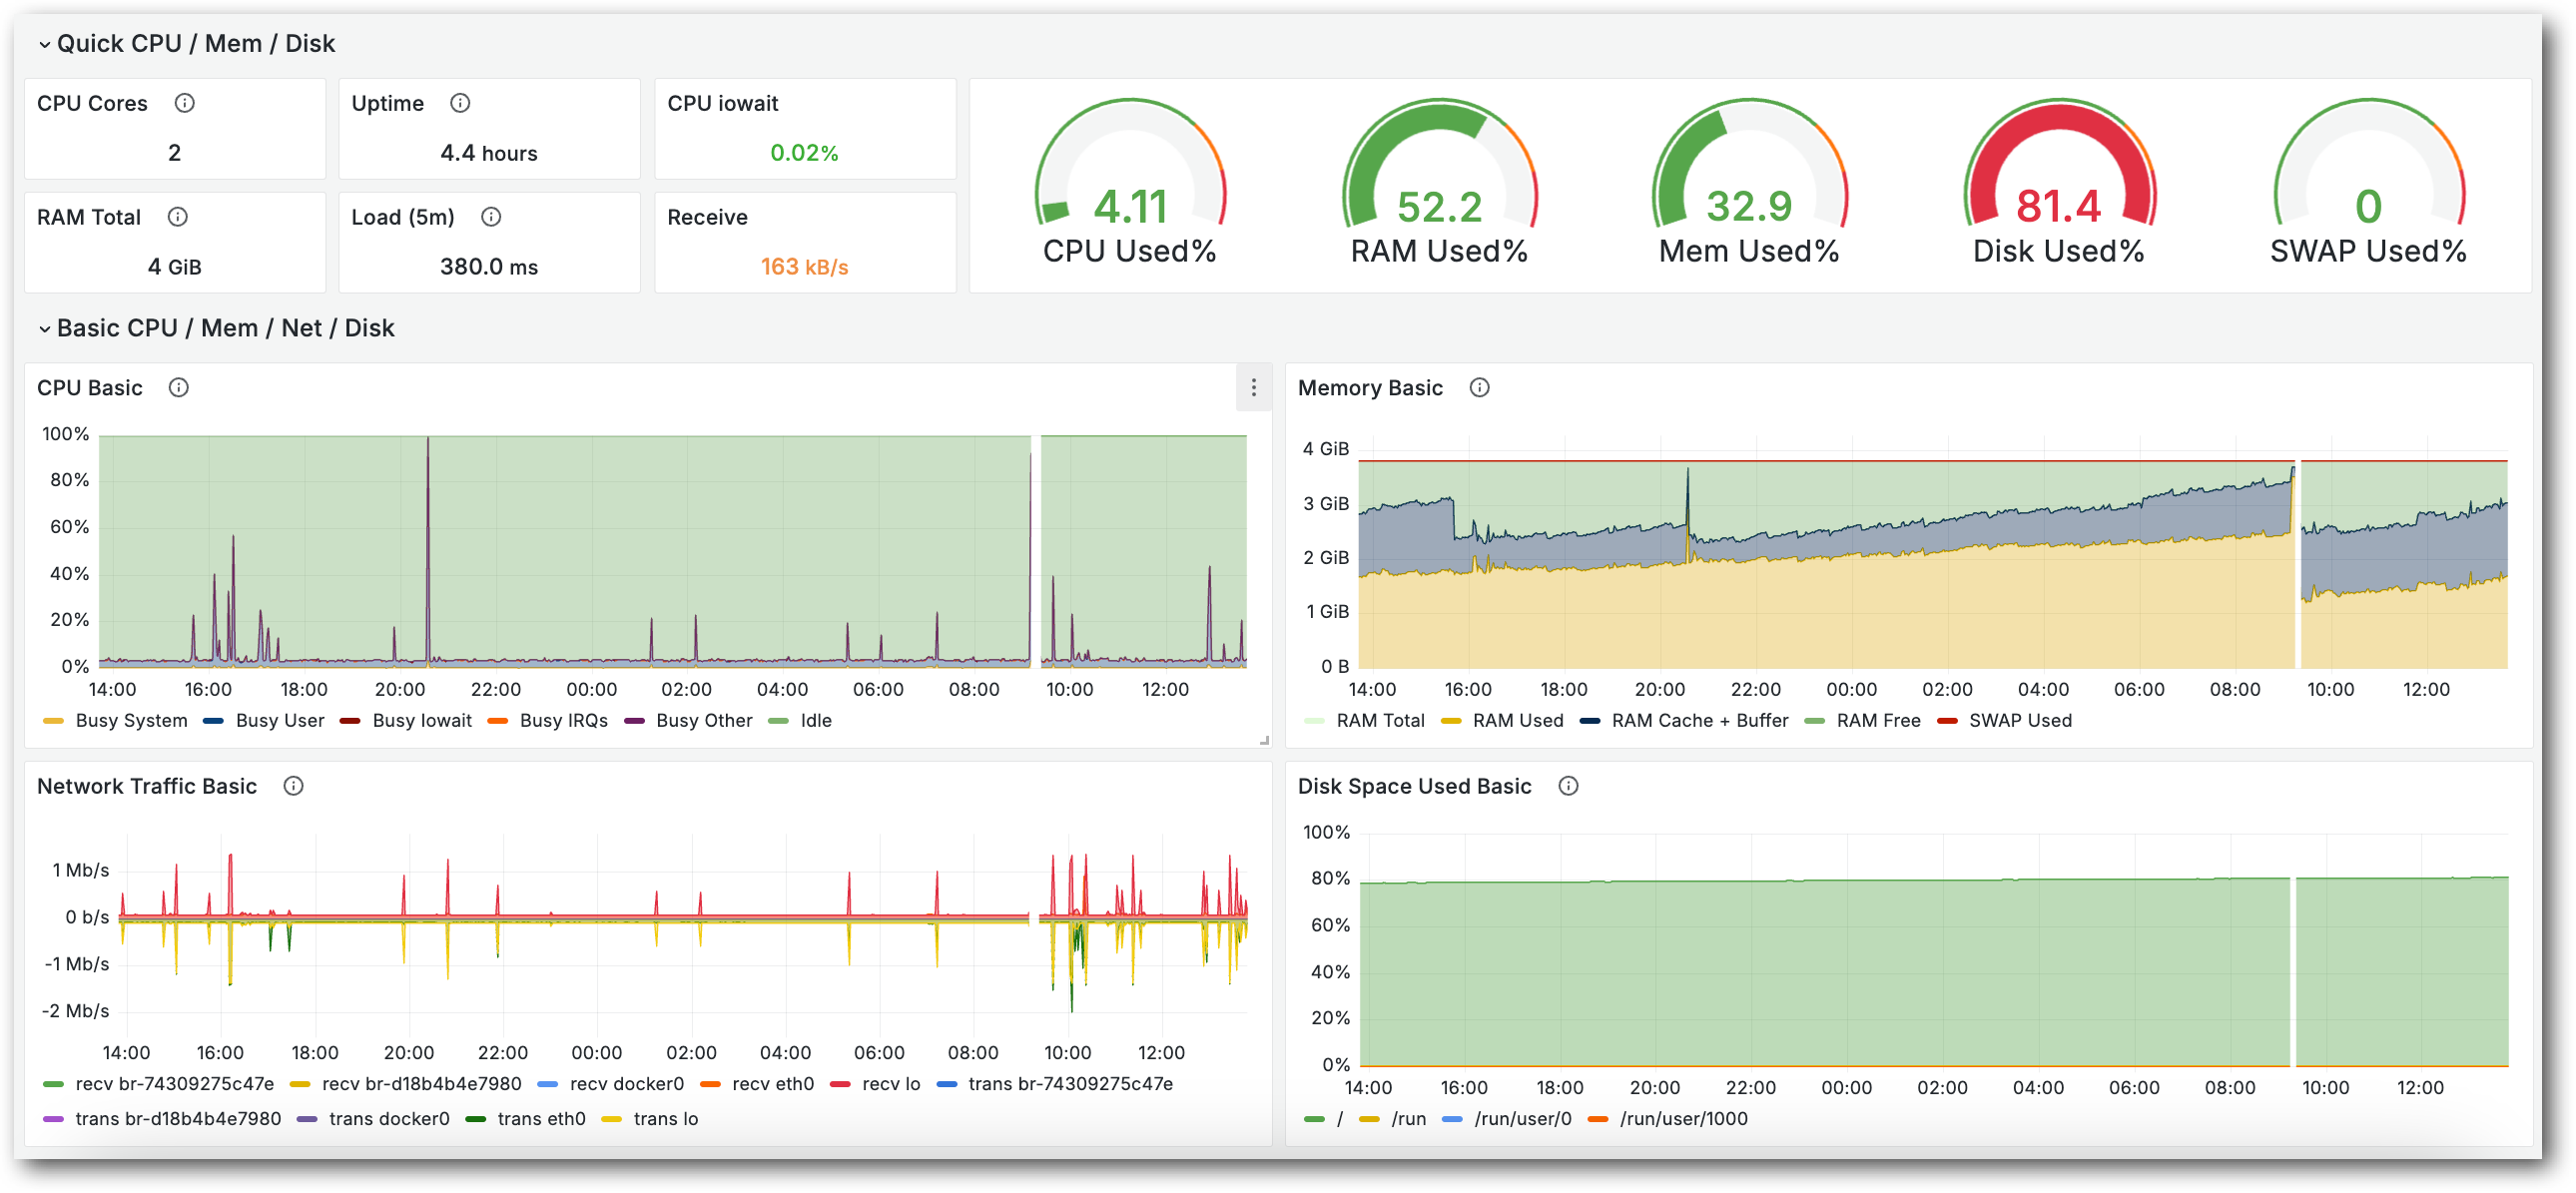 Quick CPU / Mem / Disk
CPU Cores
2
Uptime
4.4 hours
CPU iowait
0.02%
RAM Total
4 GiB
Load (5m)
380.0 ms
Receive
163 kB/s
4.11
CPU Used%
52.2
RAM Used%
32.9
Mem Used%
81.4
Disk Used%
0
SWAP Used%
Basic CPU / Mem / Net / Disk
CPU Basic
100%
80%
60%
40%
20%
0%
14:00 16:00 18:00 20:00 22:00 00:00 02:00 04:00 06:00 08:00 10:00 12:00
Busy System Busy User Busy Iowait Busy IRQs Busy Other Idle
Memory Basic
4 GiB
3 GiB
2 GiB
1 GiB
0 B
14:00 16:00 18:00 20:00 22:00 00:00 02:00 04:00 06:00 08:00 10:00 12:00
RAM Total RAM Used RAM Cache + Buffer RAM Free SWAP Used
Network Traffic Basic
1 Mb/s
0 b/s
-1 Mb/s
-2 Mb/s
14:00 16:00 18:00 20:00 22:00 00:00 02:00 04:00 06:00 08:00 10:00 12:00
recv br-74309275c47e recv br-d18b4b4e7980 recv docker0 recv eth0 recv lo trans br-74309275c47e
trans br-d18b4b4e7980 trans docker0 trans eth0 trans lo
Disk Space Used Basic
100%
80%
60%
40%
20%
0%
14:00 16:00 18:00 20:00 22:00 00:00 02:00 04:00 06:00 08:00 10:00 12:00
/ /run /run/user/0 /run/user/1000